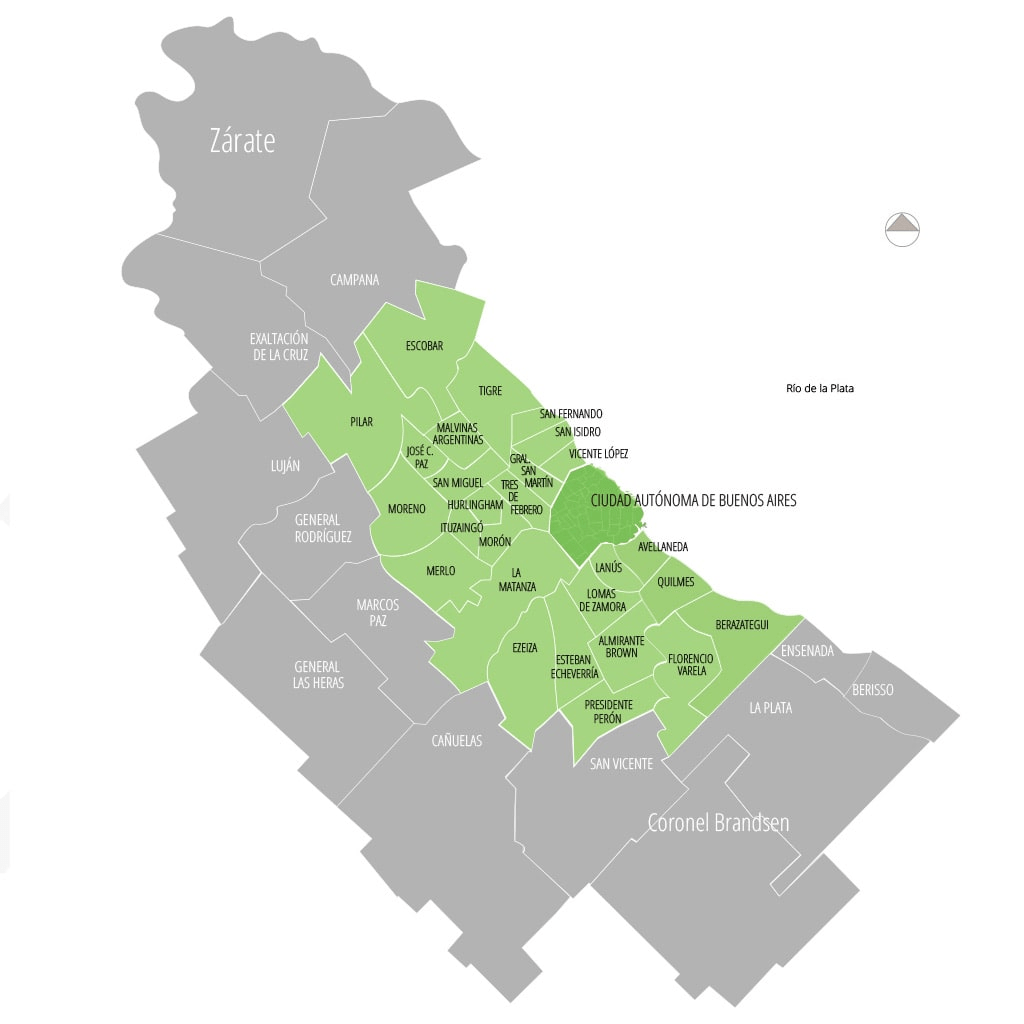 Zárate
CAMPANA
EXALTACIÓN
DE LA CRUZ
ESCOBAR
TIGRE
Río de la Plata
SAN FERNANDO
PILAR
MALVINAS
ARGENTINAS
SAN ISIDRO
JOSÉ C.
PAZ
VICENTE LÓPEZ
LUJÁN
GRAL.
SAN
MARTÍN
SAN MIGUEL
TRES
DE
FEBRERO
CIUDAD AUTÓNOMA DE BUENOS AIRES
MORENO
HURLINGHAM
GENERAL
RODRÍGUEZ
ITUZAINGÓ
MORÓN
AVELLANEDA
MERLO
LA
MATANZA
LANÚS
QUILMES
MARCOS
PAZ
LOMAS
DE ZAMORA
BERAZATEGUI
EZEIZA
ALMIRANTE
BROWN
ENSENADA
GENERAL
LAS HERAS
ESTEBAN
ECHEVERRÍA
FLORENCIO
VARELA
BERISSO
PRESIDENTE
PERÓN
LA PLATA
CAÑUELAS
SAN VICENTE
Coronel Brandsen